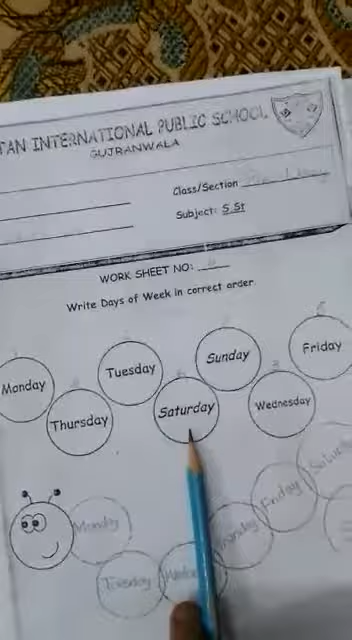 TAN INTERNATIONAL PUBLIC SCHOOL
GUJRANWALA
Class/Section
Subject: S.St
WORK SHEET NO:
Write Days of Week in correct order.
Monday
Thursday
Tuesday
Saturday
Sunday
Wednesday
Friday
Monday
Tuesday
Friday